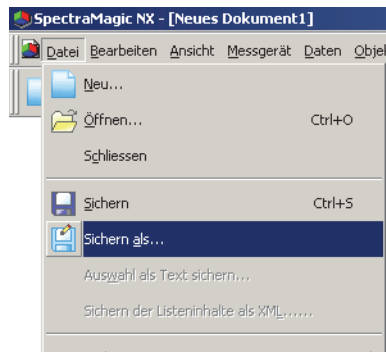 SpectraMagic NX - [Neues Dokument1]
Datei Bearbeiten Ansicht Messgerät Daten
Neu...
Öffnen... Ctrl+O
Schliessen
Sichern Ctrl+S
Sichern als...
Auswahl als Text sichern...
Sichern der Listeninhalte als XML......